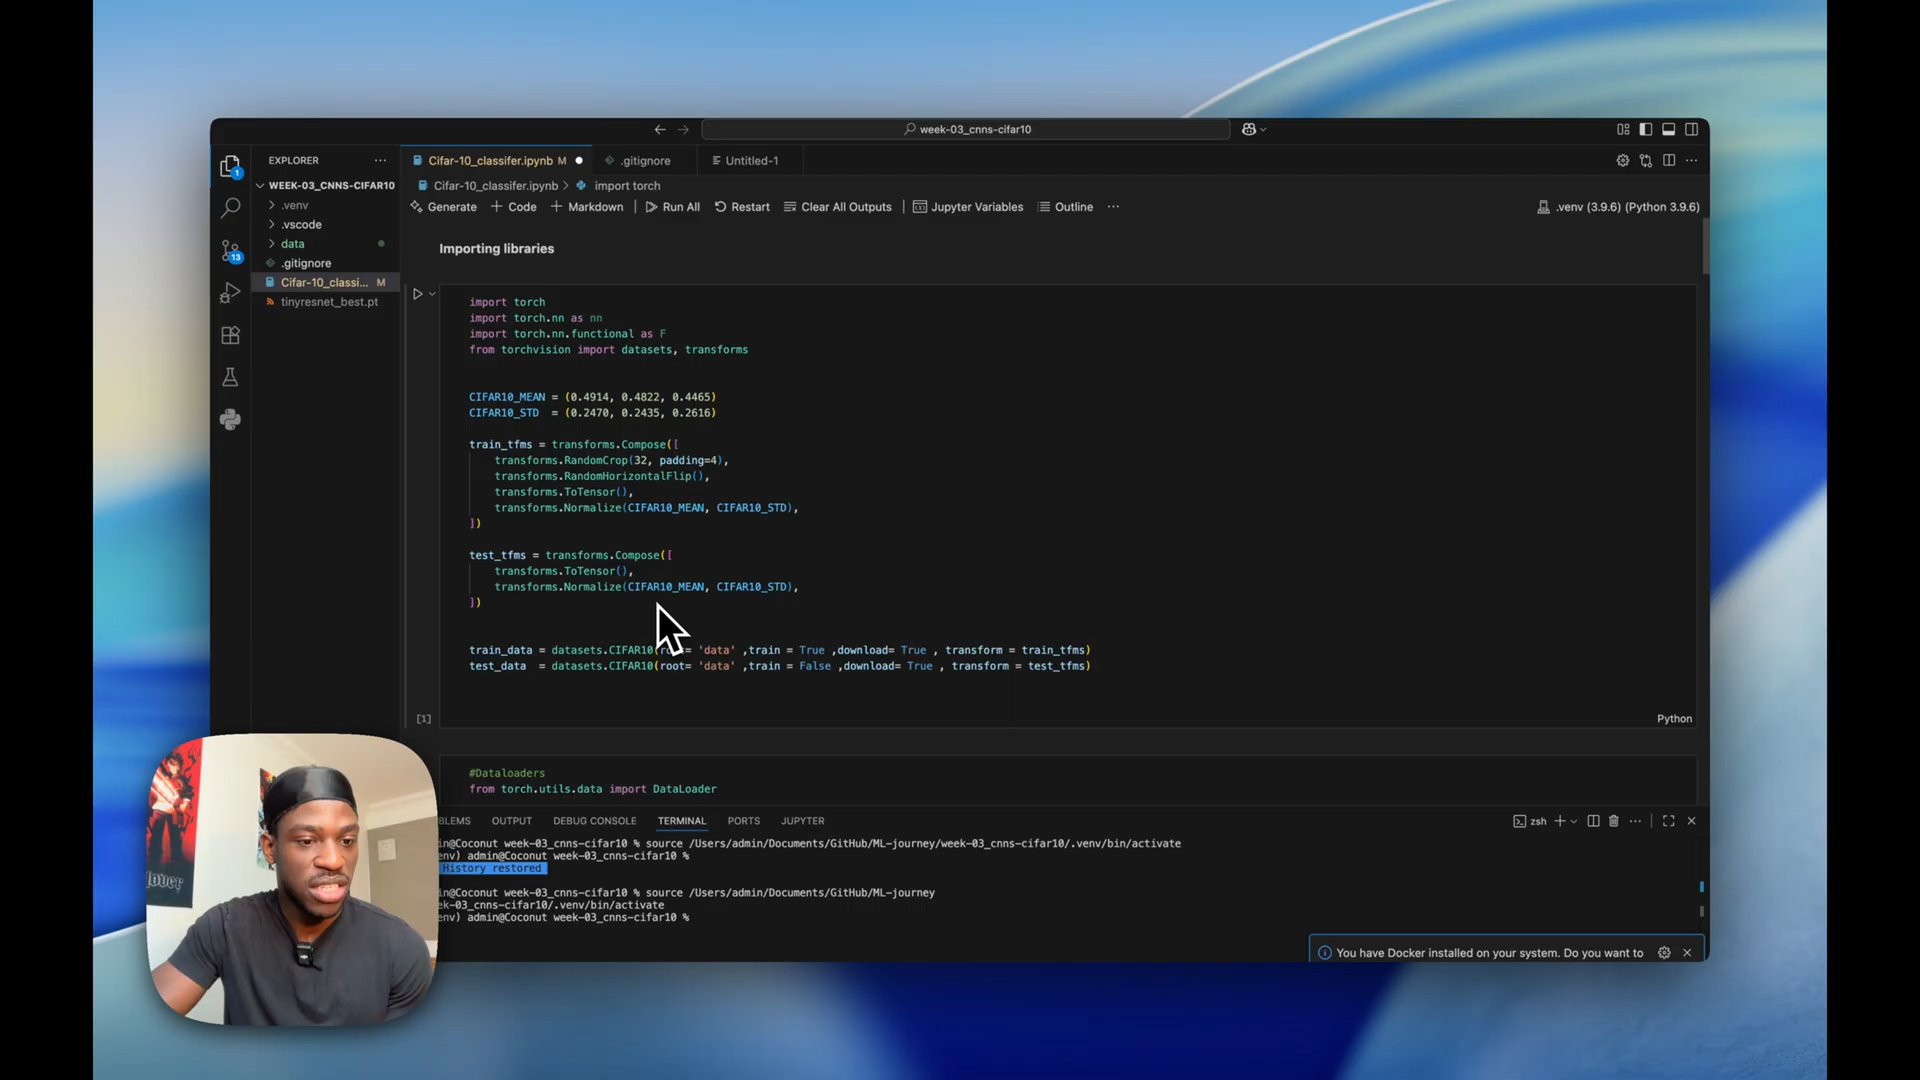 week-03_cnns-cifar10
EXPLORER
Cifar-10_classifer.ipynb M
.gitignore
Untitled-1
WEEK-03_CNNS-CIFAR10
.venv
.vscode
data
.gitignore
Cifar-10_classi... M
tinyresnet_best.pt
1
13
Cifar-10_classifer.ipynb > import torch
Generate + Code + Markdown | Run All Restart Clear All Outputs | Jupyter Variables Outline ...
.venv (3.9.6) (Python 3.9.6)
Importing libraries
import torch
import torch.nn as nn
import torch.nn.functional as F
from torchvision import datasets, transforms
CIFAR10_MEAN = (0.4914, 0.4822, 0.4465)
CIFAR10_STD  = (0.2470, 0.2435, 0.2616)
train_tfms = transforms.Compose([
transforms.RandomCrop(32, padding=4),
transforms.RandomHorizontalFlip(),
transforms.ToTensor(),
transforms.Normalize(CIFAR10_MEAN, CIFAR10_STD),
])
test_tfms = transforms.Compose([
transforms.ToTensor(),
transforms.Normalize(CIFAR10_MEAN, CIFAR10_STD),
])
train_data = datasets.CIFAR10(r = 'data' ,train = True ,download= True , transform = train_tfms)
test_data  = datasets.CIFAR10(root= 'data' ,train = False ,download= True , transform = test_tfms)
[1]
Python
#Dataloaders
from torch.utils.data import DataLoader
BLEMS OUTPUT DEBUG CONSOLE TERMINAL PORTS JUPYTER
zsh
in@Coconut week-03_cnns-cifar10 % source /Users/admin/Documents/GitHub/ML-journey/week-03_cnns-cifar10/.venv/bin/activate
env) admin@Coconut week-03_cnns-cifar10 %
History restored
in@Coconut week-03_cnns-cifar10 % source /Users/admin/Documents/GitHub/ML-journey
ek-03_cnns-cifar10/.venv/bin/activate
env) admin@Coconut week-03_cnns-cifar10 %
You have Docker installed on your system. Do you want to